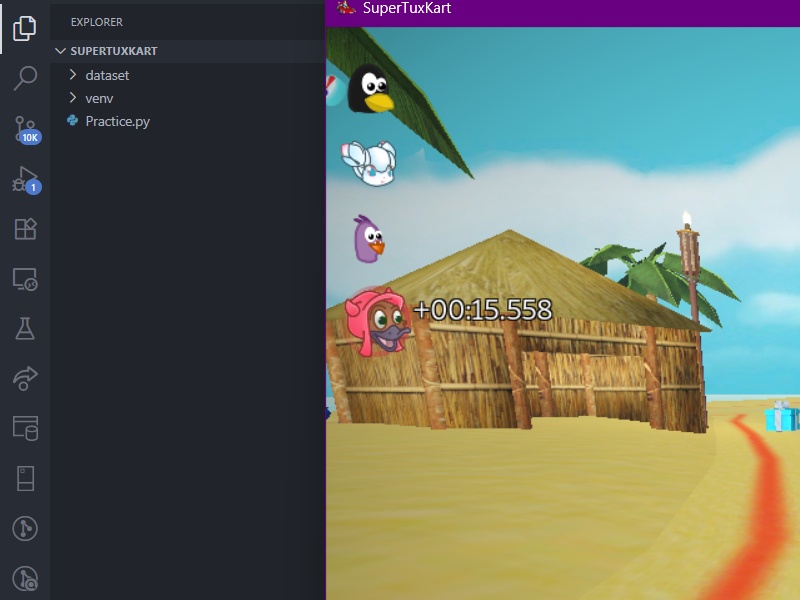 EXPLORER
SUPERTUXKART
dataset
venv
Practice.py
10K
1
SuperTuxKart
+00:15.558